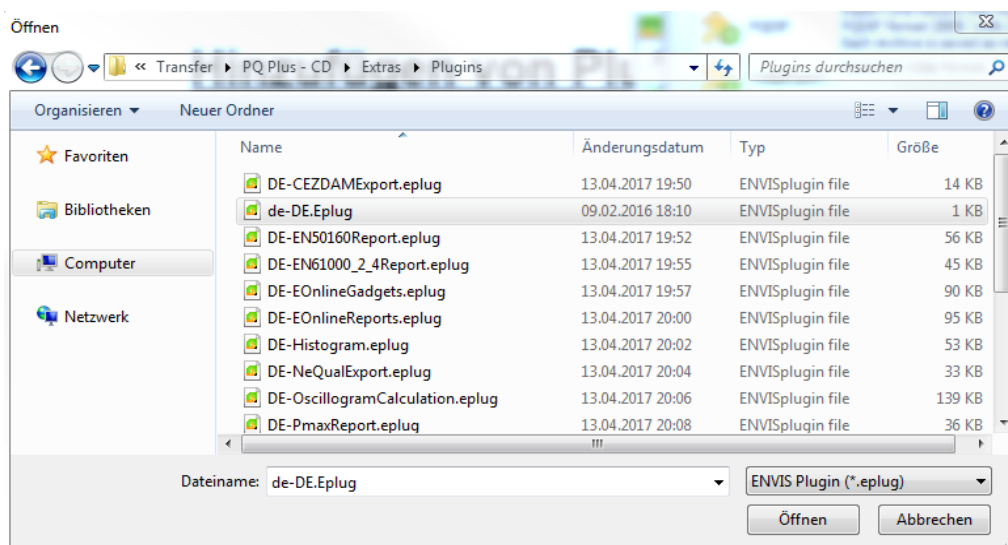 Öffnen
« Transfer PQ Plus - CD Extras Plugins Plugins durchsuchen
Organisieren Neuer Ordner
Name Änderungsdatum Typ Größe
Favoriten
Bibliotheken
Computer
Netzwerk
DE-CEZDAMExport.eplug 13.04.2017 19:50 ENVISplugin file 14 KB
de-DE.Eplug 09.02.2016 18:10 ENVISplugin file 1 KB
DE-EN50160Report.eplug 13.04.2017 19:52 ENVISplugin file 56 KB
DE-EN61000_2_4Report.eplug 13.04.2017 19:55 ENVISplugin file 45 KB
DE-EOnlineGadgets.eplug 13.04.2017 19:57 ENVISplugin file 90 KB
DE-EOnlineReports.eplug 13.04.2017 20:00 ENVISplugin file 95 KB
DE-Histogram.eplug 13.04.2017 20:02 ENVISplugin file 53 KB
DE-NeQualExport.eplug 13.04.2017 20:04 ENVISplugin file 33 KB
DE-OscillogramCalculation.eplug 13.04.2017 20:06 ENVISplugin file 139 KB
DE-PmaxReport.eplug 13.04.2017 20:08 ENVISplugin file 36 KB
Dateiname: de-DE.Eplug ENVIS Plugin (*.eplug)
Öffnen Abbrechen